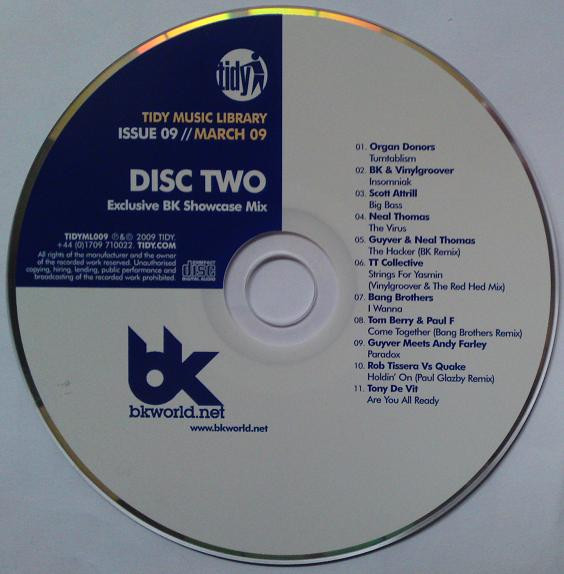 tidy
TIDY MUSIC LIBRARY
ISSUE 09 // MARCH 09
DISC TWO
Exclusive BK Showcase Mix
TIDYML009 ℗&© 2009 TIDY.
+44 (0)1709 710022. TIDY.COM
All rights of the manufacturer and the owner
of the recorded work reserved. Unauthorised
copying, hiring, lending, public performance and
broadcasting of the recorded work prohibited.
COMPACT
disc
DIGITAL AUDIO
01. Organ Donors
Turntablism
02. BK & Vinylgroover
Insomniak
03. Scott Attrill
Big Bass
04. Neal Thomas
The Virus
05. Guyver & Neal Thomas
The Hacker (BK Remix)
06. TT Collective
Strings For Yasmin
(Vinylgroover & The Red Hed Mix)
07. Bang Brothers
I Wanna
08. Tom Berry & Paul F
Come Together (Bang Brothers Remix)
09. Guyver Meets Andy Farley
Paradox
10. Rob Tissera Vs Quake
Holdin' On (Paul Glazby Remix)
11. Tony De Vit
Are You All Ready
bk
bkworld.net
www.bkworld.net